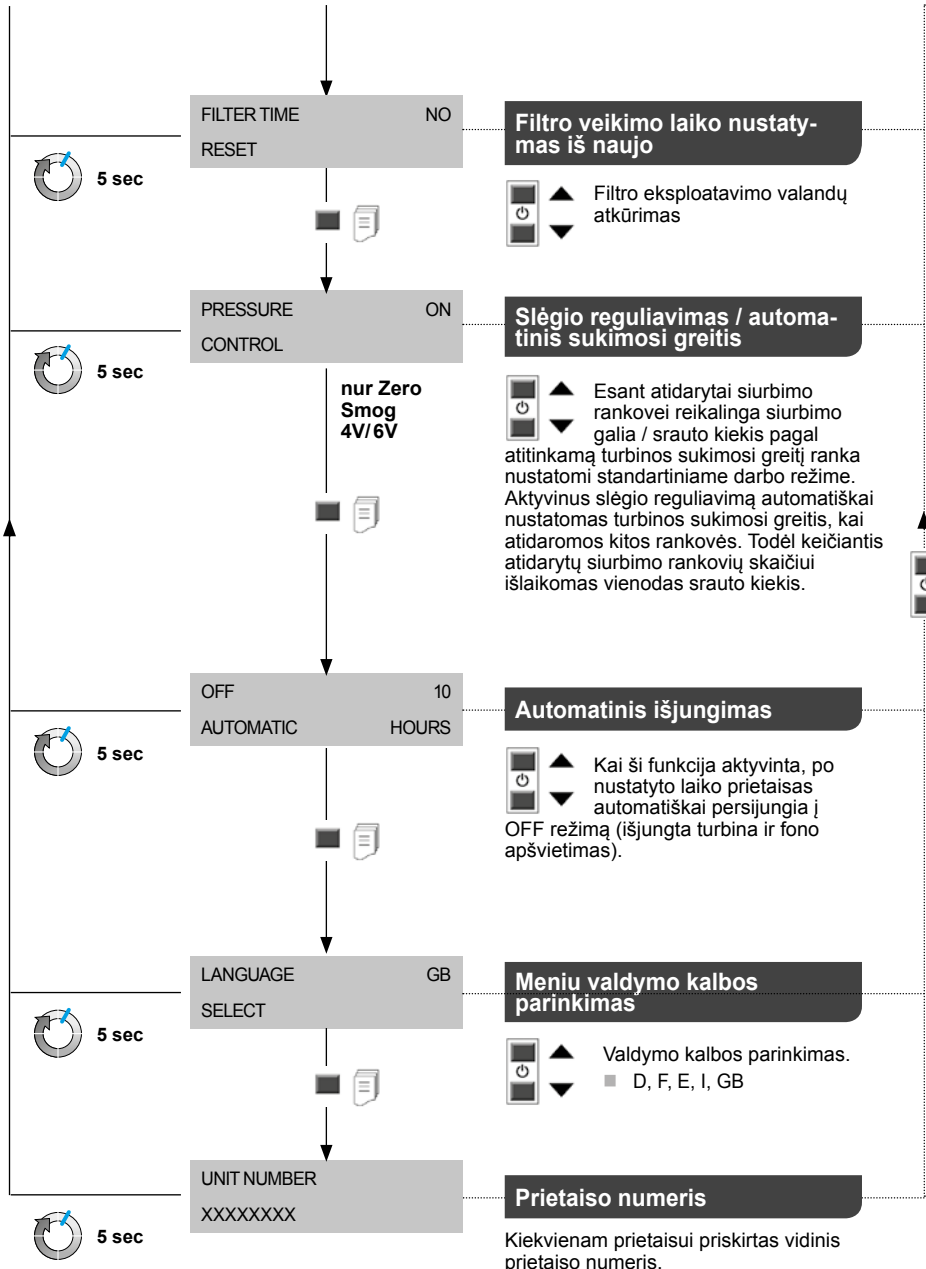 FILTER TIME NO
RESET
5 sec
Filtro veikimo laiko nustaty-
mas iš naujo
Filtro eksploatavimo valandų
atkūrimas
PRESSURE ON
CONTROL
5 sec
nur Zero
Smog
4V/ 6V
Slėgio reguliavimas / automa-
tinis sukimosi greitis
Esant atidarytai siurbimo
rankovei reikalinga siurbimo
galia / srauto kiekis pagal
atitinkamą turbinos sukimosi greitį ranka
nustatomi standartiniame darbo režime.
Aktyvinus slėgio reguliavimą automatiškai
nustatomas turbinos sukimosi greitis, kai
atidaromos kitos rankovės. Todėl keičiantis
atidarytų siurbimo rankovių skaičiui
išlaikomas vienodas srauto kiekis.
OFF 10
AUTOMATIC HOURS
5 sec
Automatinis išjungimas
Kai ši funkcija aktyvinta, po
nustatyto laiko prietaisas
automatiškai persijungia į
OFF režimą (išjungta turbina ir fono
apšvietimas).
LANGUAGE GB
SELECT
5 sec
Meniu valdymo kalbos
parinkimas
Valdymo kalbos parinkimas.
D, F, E, I, GB
UNIT NUMBER
XXXXXXXX
5 sec
Prietaiso numeris
Kiekvienam prietaisui priskirtas vidinis
prietaiso numeris.